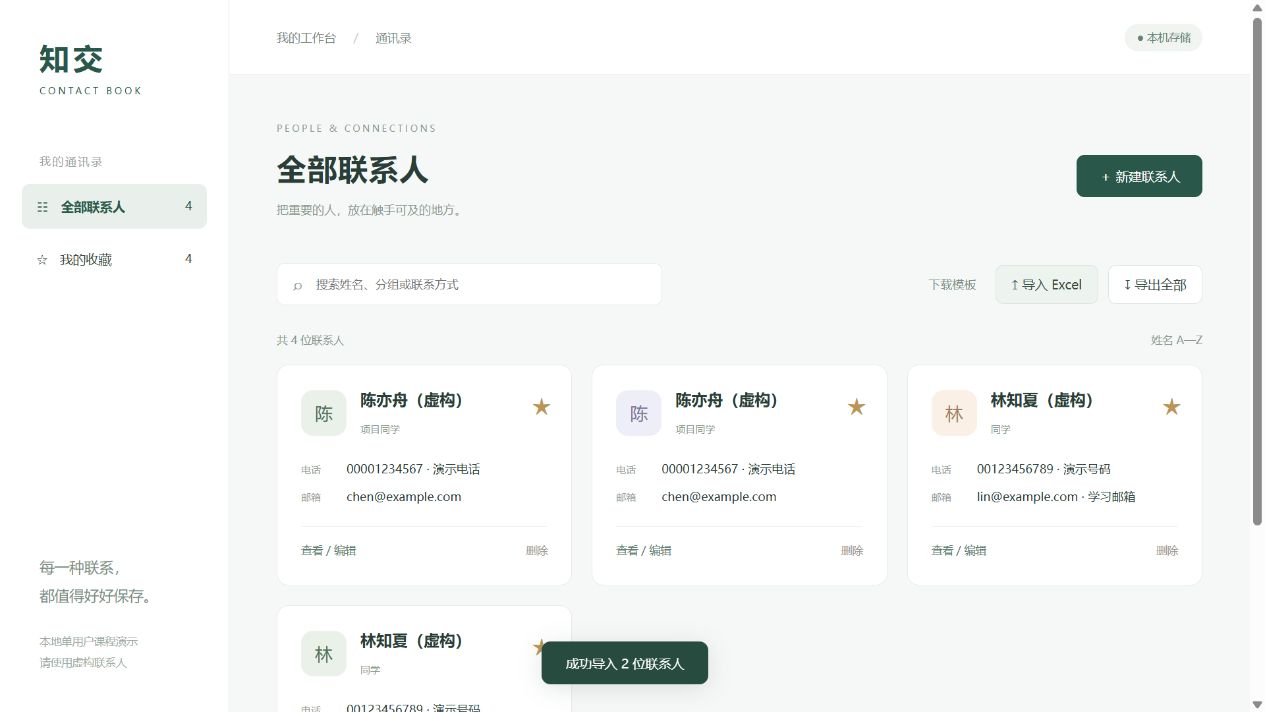 知交
CONTACT BOOK
我的通讯录
全部联系人 4
我的收藏 4
每一种联系，
都值得好好保存。
本地单用户课程演示
请使用虚构联系人
我的工作台 / 通讯录
本机存储
PEOPLE & CONNECTIONS
全部联系人
把重要的人，放在触手可及的地方。
+ 新建联系人
搜索姓名、分组或联系方式
下载模板
↥ 导入 Excel
↧ 导出全部
共 4 位联系人
姓名 A—Z
陈
陈亦舟（虚构）
项目同学
电话 00001234567 · 演示电话
邮箱 chen@example.com
查看 / 编辑 删除
陈
陈亦舟（虚构）
项目同学
电话 00001234567 · 演示电话
邮箱 chen@example.com
查看 / 编辑 删除
林
林知夏（虚构）
同学
电话 00123456789 · 演示号码
邮箱 lin@example.com · 学习邮箱
查看 / 编辑 删除
林
林知夏（虚构）
同学
电话 00123456789 · 演示号码
成功导入 2 位联系人